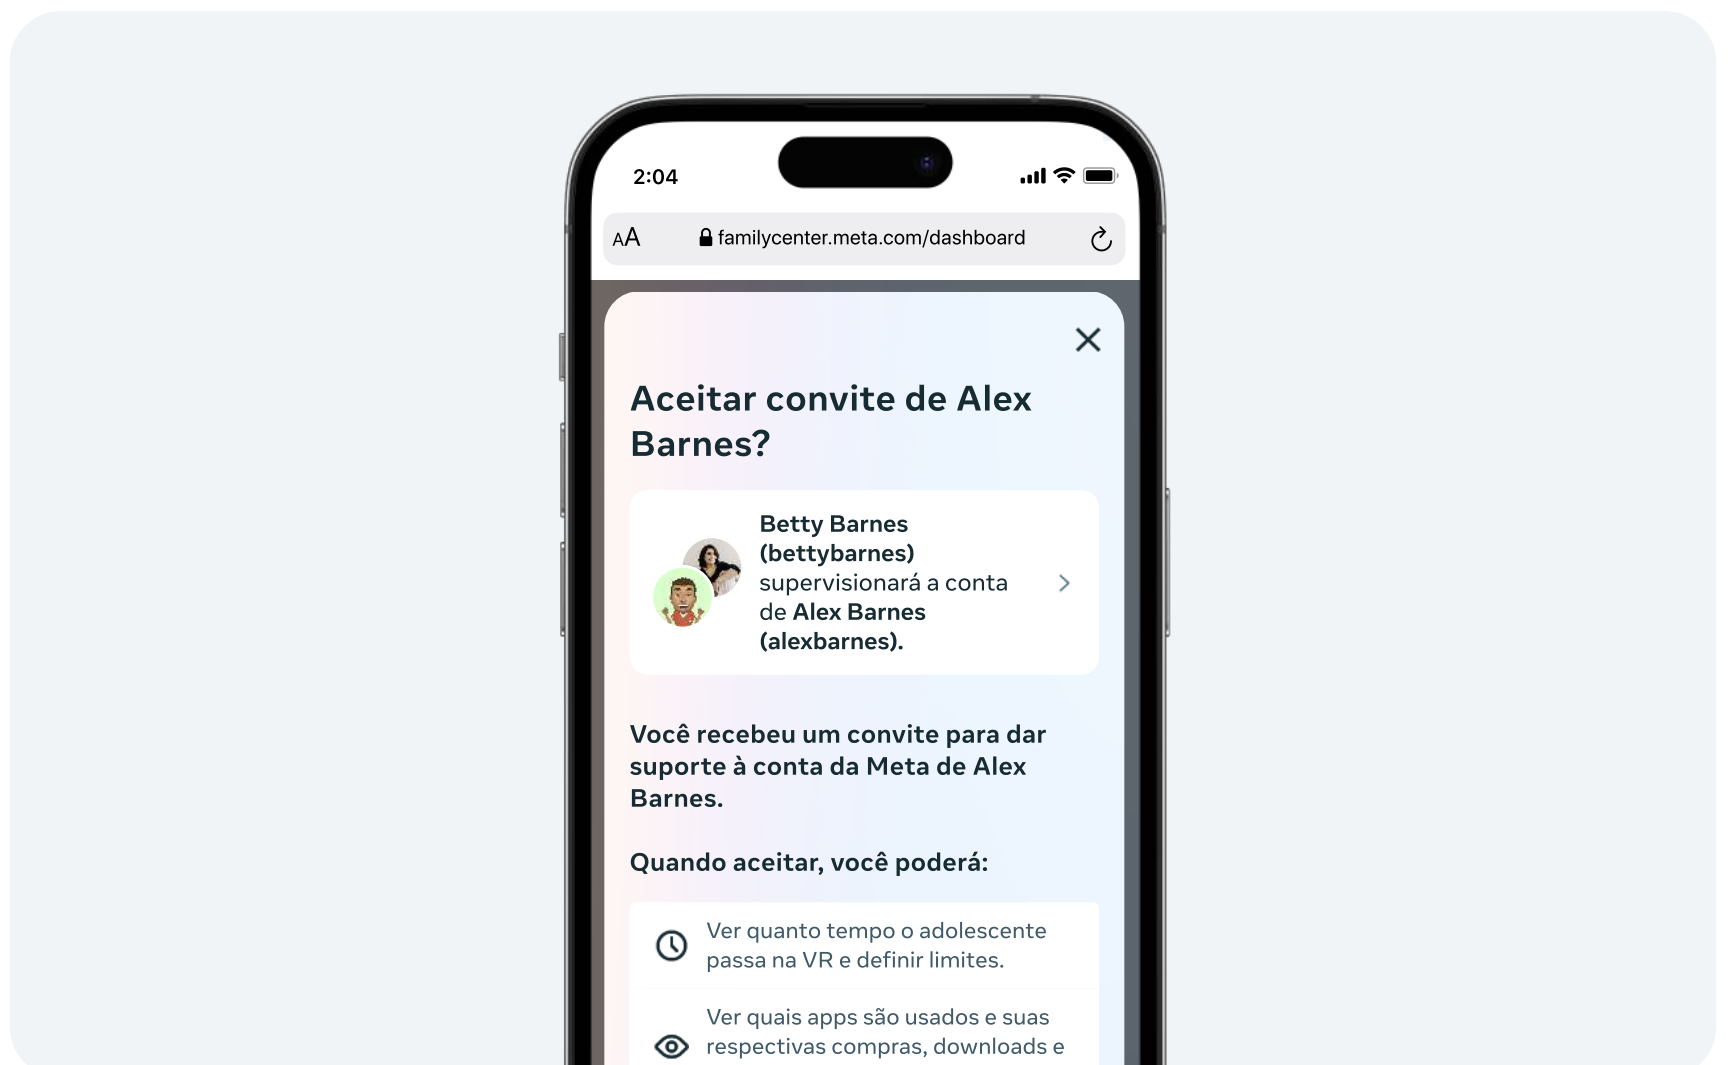 2:04
AA familycenter.meta.com/dashboard
Aceitar convite de Alex
Barnes?
Betty Barnes
(bettybarnes)
supervisionará a conta
de Alex Barnes
(alexbarnes).
Você recebeu um convite para dar
suporte à conta da Meta de Alex
Barnes.
Quando aceitar, você poderá:
Ver quanto tempo o adolescente
passa na VR e definir limites.
Ver quais apps são usados e suas
respectivas compras, downloads e